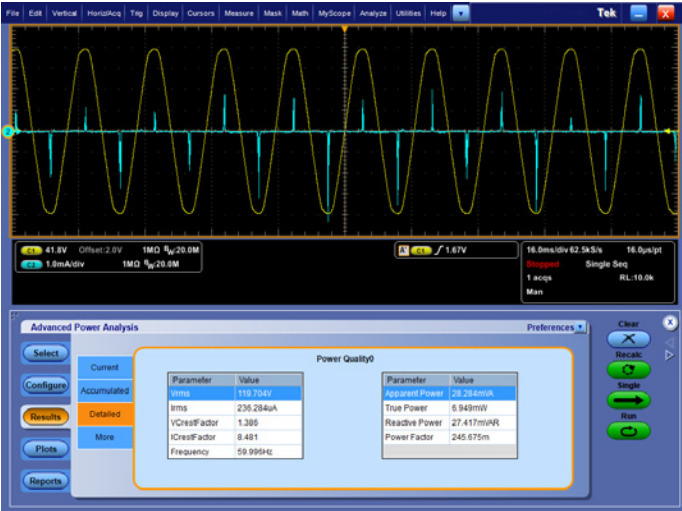 File Edit Vertical Horiz/Acq Trig Display Cursors Measure Mask Math MyScope Analyze Utilities Help Tek X
2
C1 41.8V Offset:2.0V 1MΩ BW:20.0M
C2 1.0mA/div 1MΩ BW:20.0M
A' C1 1.67V
16.0ms/div 62.5kS/s 16.0µs/pt
Stopped Single Seq
1 acqs RL:10.0k
Man
Advanced Power Analysis
Preferences
Clear
X
Select
Configure
Results
Plots
Reports
Current
Accumulated
Detailed
More
Power Quality0
Parameter Value
Vrms 119.704V
Irms 236.284uA
VCrestFactor 1.386
ICrestFactor 8.481
Frequency 59.996Hz
Parameter Value
Apparent Power 28.284mVA
True Power 6.949mW
Reactive Power 27.417mVAR
Power Factor 245.675m
Recalc
Single
Run